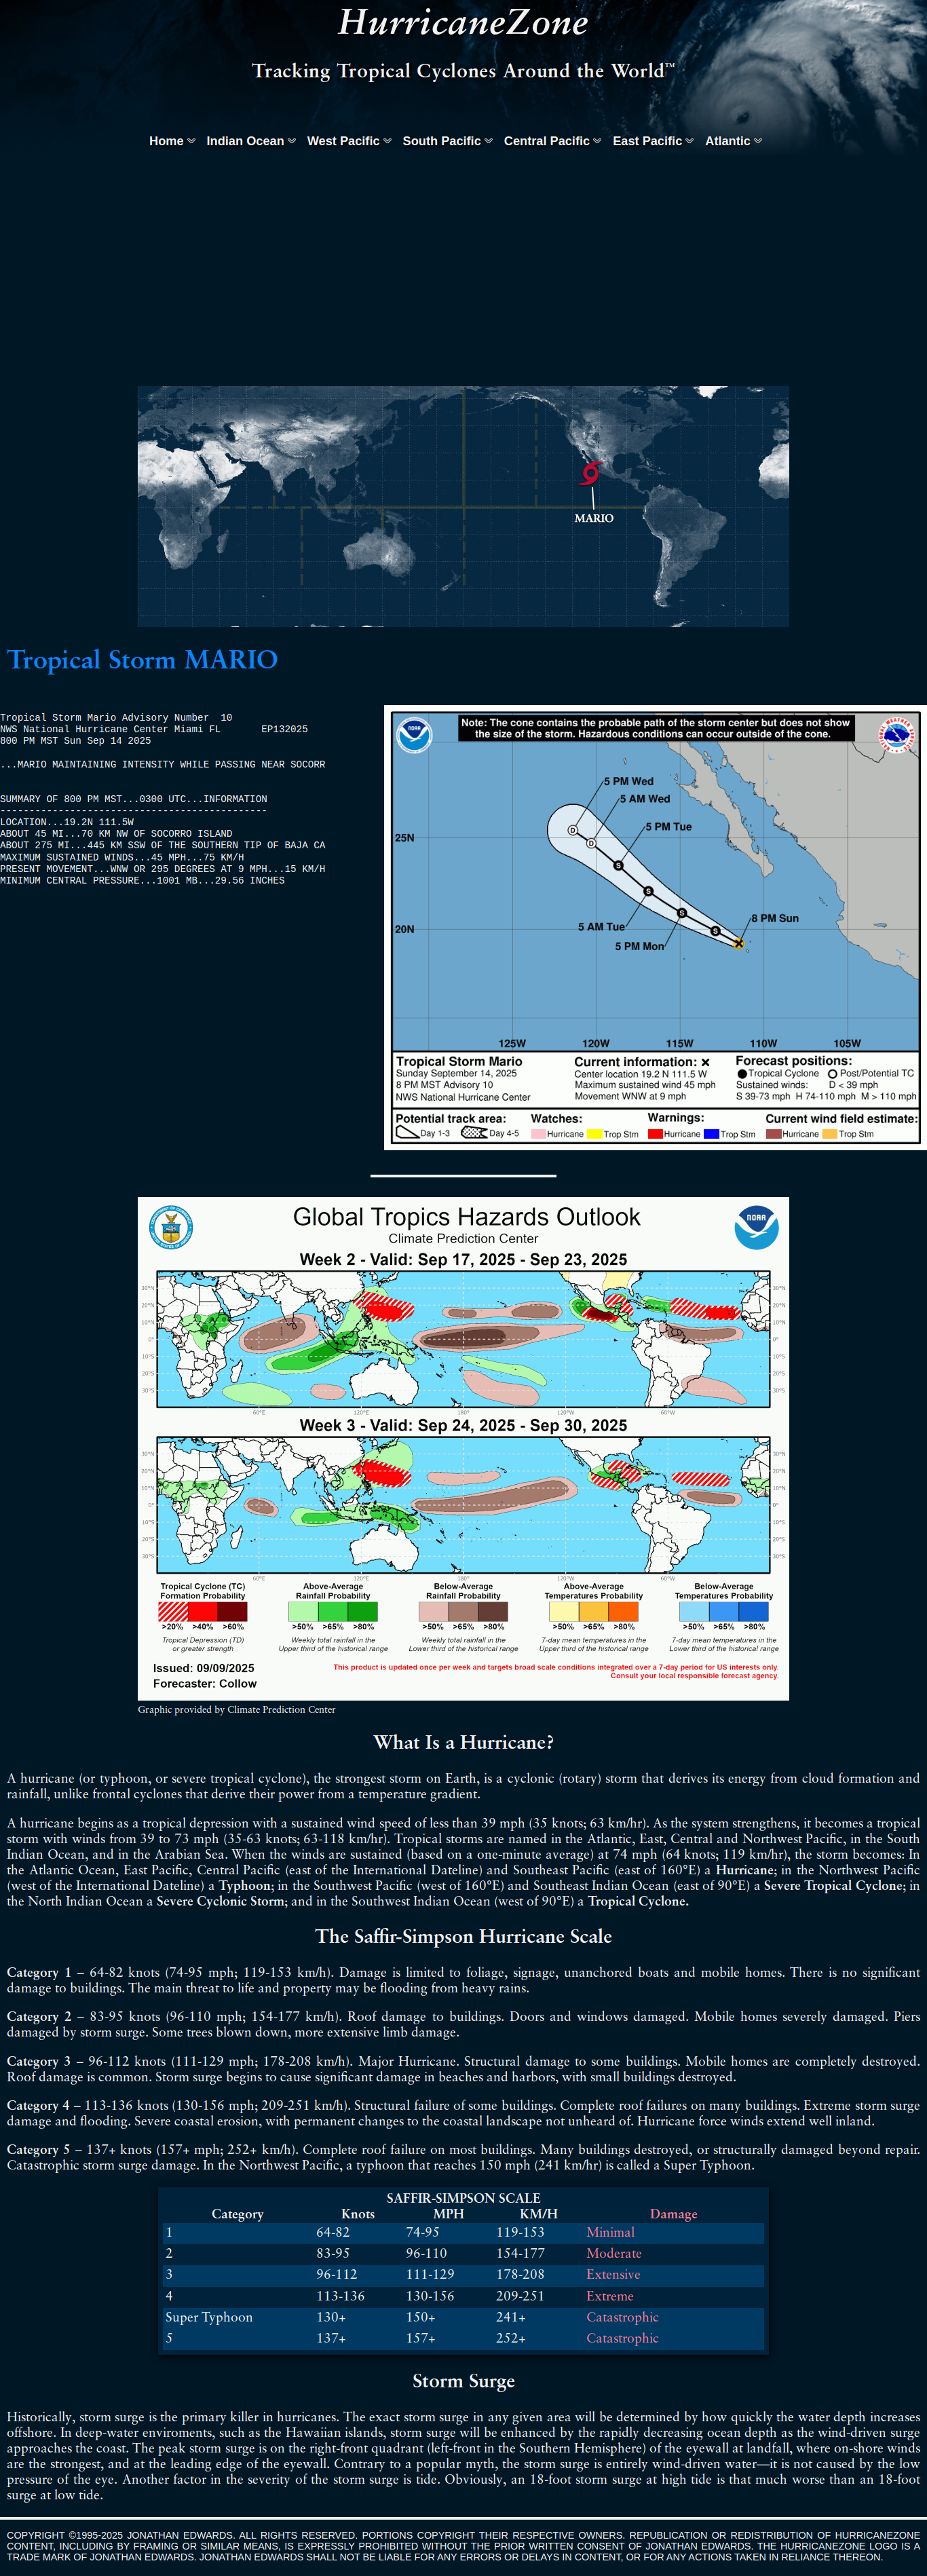 HurricaneZone
Tracking Tropical Cyclones Around the World™
Home Indian Ocean West Pacific South Pacific Central Pacific East Pacific Atlantic
MARIO
Tropical Storm MARIO
Tropical Storm Mario Advisory Number 10
NWS National Hurricane Center Miami FL EP132025
800 PM MST Sun Sep 14 2025
...MARIO MAINTAINING INTENSITY WHILE PASSING NEAR SOCORR
SUMMARY OF 800 PM MST...0300 UTC...INFORMATION
----------------------------------------------
LOCATION...19.2N 111.5W
ABOUT 45 MI...70 KM NW OF SOCORRO ISLAND
ABOUT 275 MI...445 KM SSW OF THE SOUTHERN TIP OF BAJA CA
MAXIMUM SUSTAINED WINDS...45 MPH...75 KM/H
PRESENT MOVEMENT...WNW OR 295 DEGREES AT 9 MPH...15 KM/H
MINIMUM CENTRAL PRESSURE...1001 MB...29.56 INCHES
Note: The cone contains the probable path of the storm center but does not show
the size of the storm. Hazardous conditions can occur outside of the cone.
5 PM Wed
5 AM Wed
5 PM Tue
25N
D
D
S
S
S
S
8 PM Sun
5 AM Tue
20N
5 PM Mon
125W 120W 115W 110W 105W
Tropical Storm Mario
Sunday September 14, 2025
8 PM MST Advisory 10
NWS National Hurricane Center
Current information: ×
Center location 19.2 N 111.5 W
Maximum sustained wind 45 mph
Movement WNW at 9 mph
Forecast positions:
Tropical Cyclone Post/Potential TC
Sustained winds: D < 39 mph
S 39-73 mph H 74-110 mph M > 110 mph
Potential track area:
Day 1-3 Day 4-5
Watches:
Hurricane Trop Stm
Warnings:
Hurricane Trop Stm
Current wind field estimate:
Hurricane Trop Stm
Global Tropics Hazards Outlook
Climate Prediction Center
NOAA
Week 2 - Valid: Sep 17, 2025 - Sep 23, 2025
30°N 30°N
20°N 20°N
10°N 10°N
0° 0°
10°S 10°S
20°S 20°S
30°S 30°S
60°E 120°E 180° 120°W 60°W
Week 3 - Valid: Sep 24, 2025 - Sep 30, 2025
30°N 30°N
20°N 20°N
10°N 10°N
0° 0°
10°S 10°S
20°S 20°S
30°S 30°S
60°E 120°E 180° 120°W 60°W
Tropical Cyclone (TC)
Formation Probability
>20% >40% >60%
Tropical Depression (TD)
or greater strength
Above-Average
Rainfall Probability
>50% >65% >80%
Weekly total rainfall in the
Upper third of the historical range
Below-Average
Rainfall Probability
>50% >65% >80%
Weekly total rainfall in the
Lower third of the historical range
Above-Average
Temperatures Probability
>50% >65% >80%
7-day mean temperatures in the
Upper third of the historical range
Below-Average
Temperatures Probability
>50% >65% >80%
7-day mean temperatures in the
Lower third of the historical range
Issued: 09/09/2025
Forecaster: Collow
This product is updated once per week and targets broad scale conditions integrated over a 7-day period for US interests only.
Consult your local responsible forecast agency.
Graphic provided by Climate Prediction Center
What Is a Hurricane?
A hurricane (or typhoon, or severe tropical cyclone), the strongest storm on Earth, is a cyclonic (rotary) storm that derives its energy from cloud formation and
rainfall, unlike frontal cyclones that derive their power from a temperature gradient.
A hurricane begins as a tropical depression with a sustained wind speed of less than 39 mph (35 knots; 63 km/hr). As the system strengthens, it becomes a tropical
storm with winds from 39 to 73 mph (35-63 knots; 63-118 km/hr). Tropical storms are named in the Atlantic, East, Central and Northwest Pacific, in the South
Indian Ocean, and in the Arabian Sea. When the winds are sustained (based on a one-minute average) at 74 mph (64 knots; 119 km/hr), the storm becomes: In
the Atlantic Ocean, East Pacific, Central Pacific (east of the International Dateline) and Southeast Pacific (east of 160°E) a Hurricane; in the Northwest Pacific
(west of the International Dateline) a Typhoon; in the Southwest Pacific (west of 160°E) and Southeast Indian Ocean (east of 90°E) a Severe Tropical Cyclone; in
the North Indian Ocean a Severe Cyclonic Storm; and in the Southwest Indian Ocean (west of 90°E) a Tropical Cyclone.
The Saffir-Simpson Hurricane Scale
Category 1 – 64-82 knots (74-95 mph; 119-153 km/h). Damage is limited to foliage, signage, unanchored boats and mobile homes. There is no significant
damage to buildings. The main threat to life and property may be flooding from heavy rains.
Category 2 – 83-95 knots (96-110 mph; 154-177 km/h). Roof damage to buildings. Doors and windows damaged. Mobile homes severely damaged. Piers
damaged by storm surge. Some trees blown down, more extensive limb damage.
Category 3 – 96-112 knots (111-129 mph; 178-208 km/h). Major Hurricane. Structural damage to some buildings. Mobile homes are completely destroyed.
Roof damage is common. Storm surge begins to cause significant damage in beaches and harbors, with small buildings destroyed.
Category 4 – 113-136 knots (130-156 mph; 209-251 km/h). Structural failure of some buildings. Complete roof failures on many buildings. Extreme storm surge
damage and flooding. Severe coastal erosion, with permanent changes to the coastal landscape not unheard of. Hurricane force winds extend well inland.
Category 5 – 137+ knots (157+ mph; 252+ km/h). Complete roof failure on most buildings. Many buildings destroyed, or structurally damaged beyond repair.
Catastrophic storm surge damage. In the Northwest Pacific, a typhoon that reaches 150 mph (241 km/hr) is called a Super Typhoon.
SAFFIR-SIMPSON SCALE
Category Knots MPH KM/H Damage
1 64-82 74-95 119-153 Minimal
2 83-95 96-110 154-177 Moderate
3 96-112 111-129 178-208 Extensive
4 113-136 130-156 209-251 Extreme
Super Typhoon 130+ 150+ 241+ Catastrophic
5 137+ 157+ 252+ Catastrophic
Storm Surge
Historically, storm surge is the primary killer in hurricanes. The exact storm surge in any given area will be determined by how quickly the water depth increases
offshore. In deep-water enviroments, such as the Hawaiian islands, storm surge will be enhanced by the rapidly decreasing ocean depth as the wind-driven surge
approaches the coast. The peak storm surge is on the right-front quadrant (left-front in the Southern Hemisphere) of the eyewall at landfall, where on-shore winds
are the strongest, and at the leading edge of the eyewall. Contrary to a popular myth, the storm surge is entirely wind-driven water—it is not caused by the low
pressure of the eye. Another factor in the severity of the storm surge is tide. Obviously, an 18-foot storm surge at high tide is that much worse than an 18-foot
surge at low tide.
COPYRIGHT ©1995-2025 JONATHAN EDWARDS. ALL RIGHTS RESERVED. PORTIONS COPYRIGHT THEIR RESPECTIVE OWNERS. REPUBLICATION OR REDISTRIBUTION OF HURRICANEZONE
CONTENT, INCLUDING BY FRAMING OR SIMILAR MEANS, IS EXPRESSLY PROHIBITED WITHOUT THE PRIOR WRITTEN CONSENT OF JONATHAN EDWARDS. THE HURRICANEZONE LOGO IS A
TRADE MARK OF JONATHAN EDWARDS. JONATHAN EDWARDS SHALL NOT BE LIABLE FOR ANY ERRORS OR DELAYS IN CONTENT, OR FOR ANY ACTIONS TAKEN IN RELIANCE THEREON.